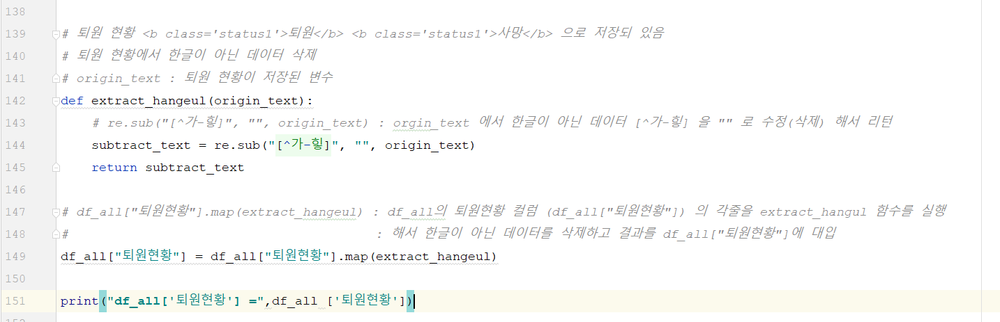 138
139 # 퇴원 현황 <b class='status1'>퇴원</b> <b class='status1'>사망</b> 으로 저장되 있음
140 # 퇴원 현황에서 한글이 아닌 데이터 삭제
141 # origin_text : 퇴원 현황이 저장된 변수
142 def extract_hangeul(origin_text):
143 # re.sub("[^가-힣]", "", origin_text) : orgin_text 에서 한글이 아닌 데이터 [^가-힣] 을 "" 로 수정(삭제) 해서 리턴
144 subtract_text = re.sub("[^가-힣]", "", origin_text)
145 return subtract_text
146
147 # df_all["퇴원현황"].map(extract_hangeul) : df_all의 퇴원현황 컬럼 (df_all["퇴원현황"]) 의 각줄을 extract_hangul 함수를 실행
148 # : 해서 한글이 아닌 데이터를 삭제하고 결과를 df_all["퇴원현황"]에 대입
149 df_all["퇴원현황"] = df_all["퇴원현황"].map(extract_hangeul)
150
151 print("df_all['퇴원현황'] =",df_all ['퇴원현황'])